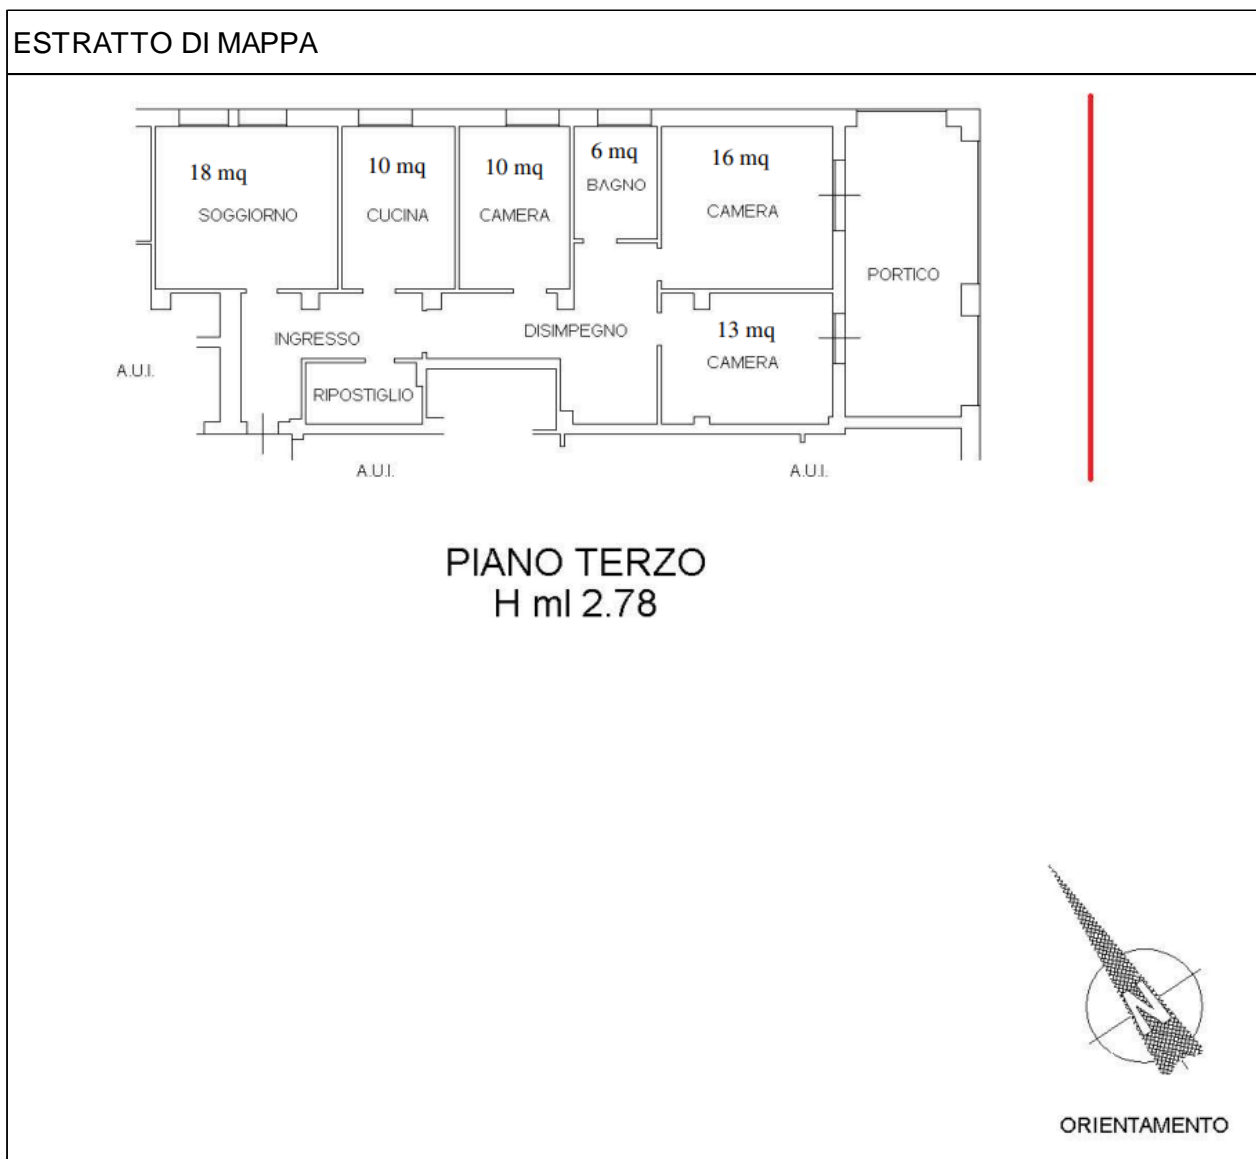 ESTRATTO DI MAPPA
18 mq
SOGGIORNO
10 mq
CUCINA
10 mq
CAMERA
6 mq
BAGNO
16 mq
CAMERA
PORTICO
INGRESSO
DISIMPEGNO
13 mq
CAMERA
RIPOSTIGLIO
A.U.I.
A.U.I.
A.U.I.
PIANO TERZO
H ml 2.78
N
ORIENTAMENTO